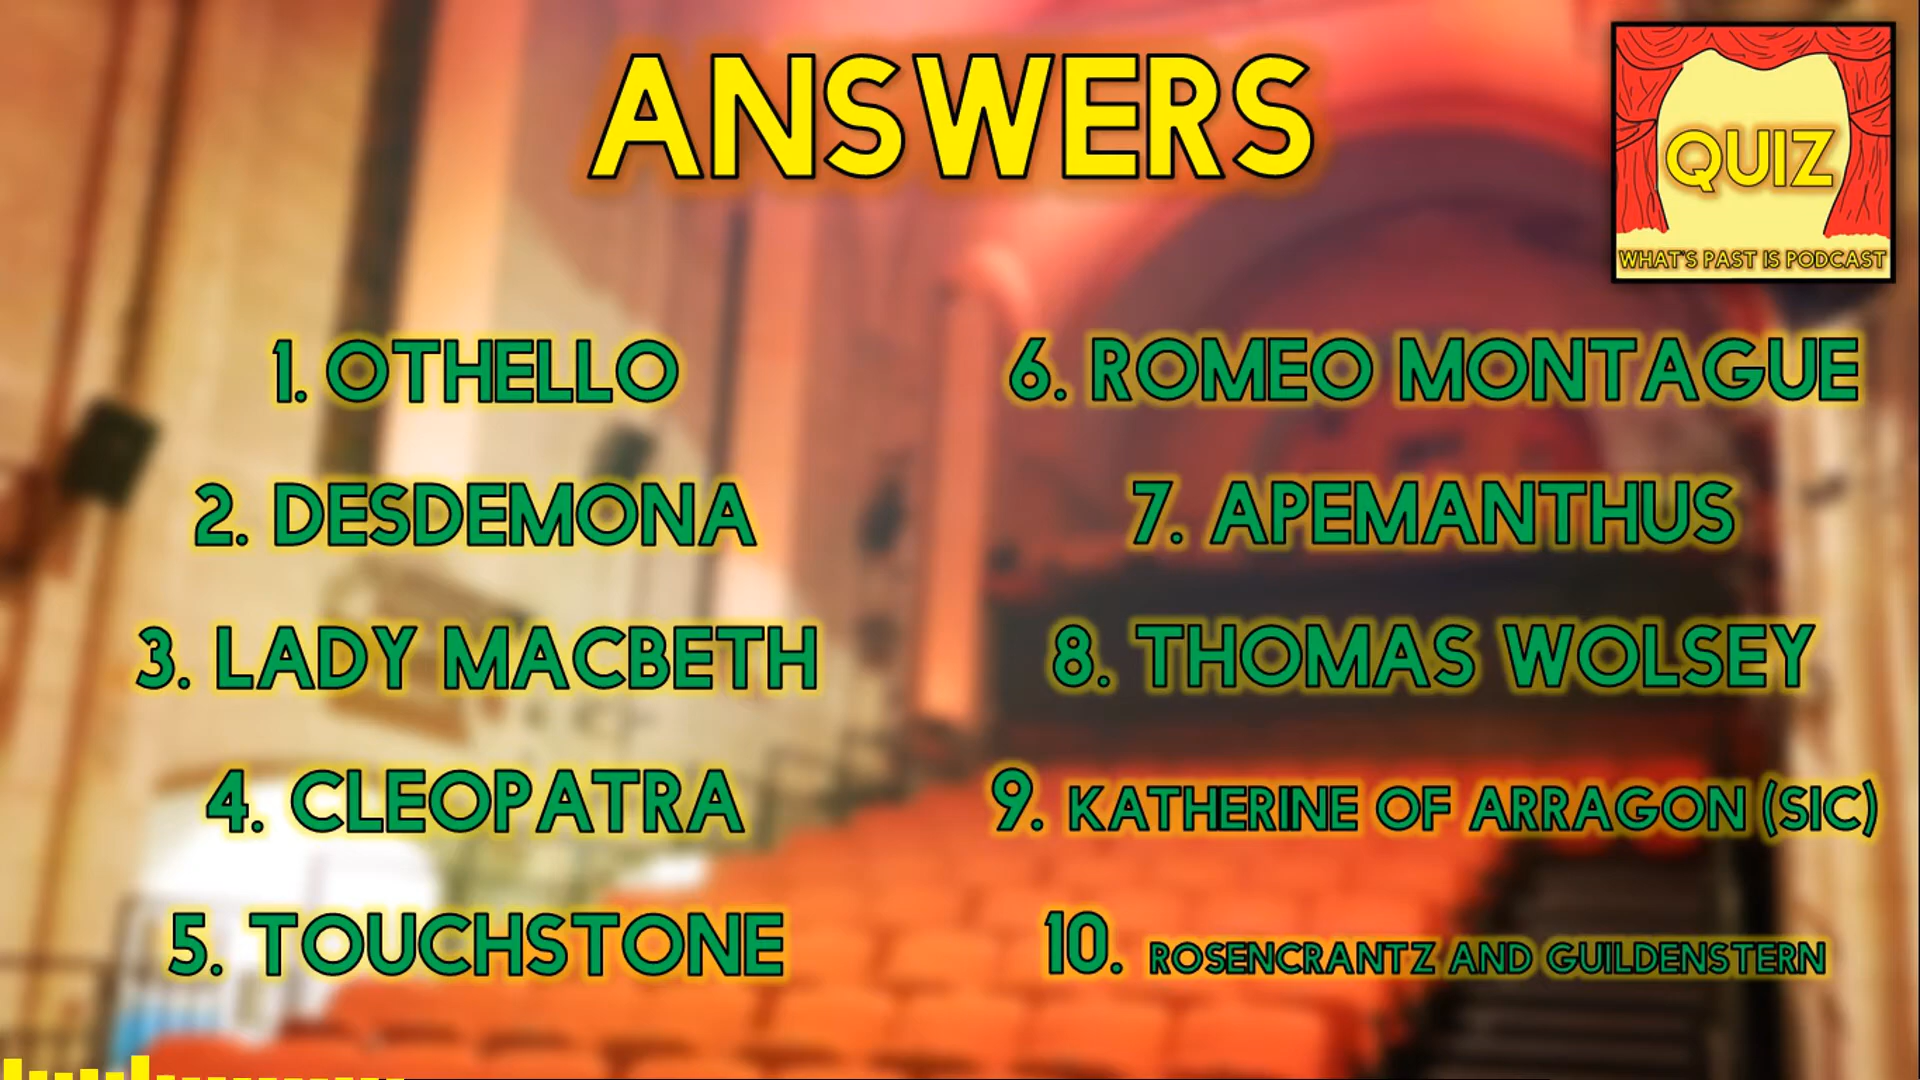 ANSWERS
QUIZ
WHAT'S PAST IS PODCAST
1. OTHELLO
2. DESDEMONA
3. LADY MACBETH
4. CLEOPATRA
5. TOUCHSTONE
6. ROMEO MONTAGUE
7. APEMANTHUS
8. THOMAS WOLSEY
9. KATHERINE OF ARRAGON (SIC)
10. ROSENCRANTZ AND GUILDENSTERN